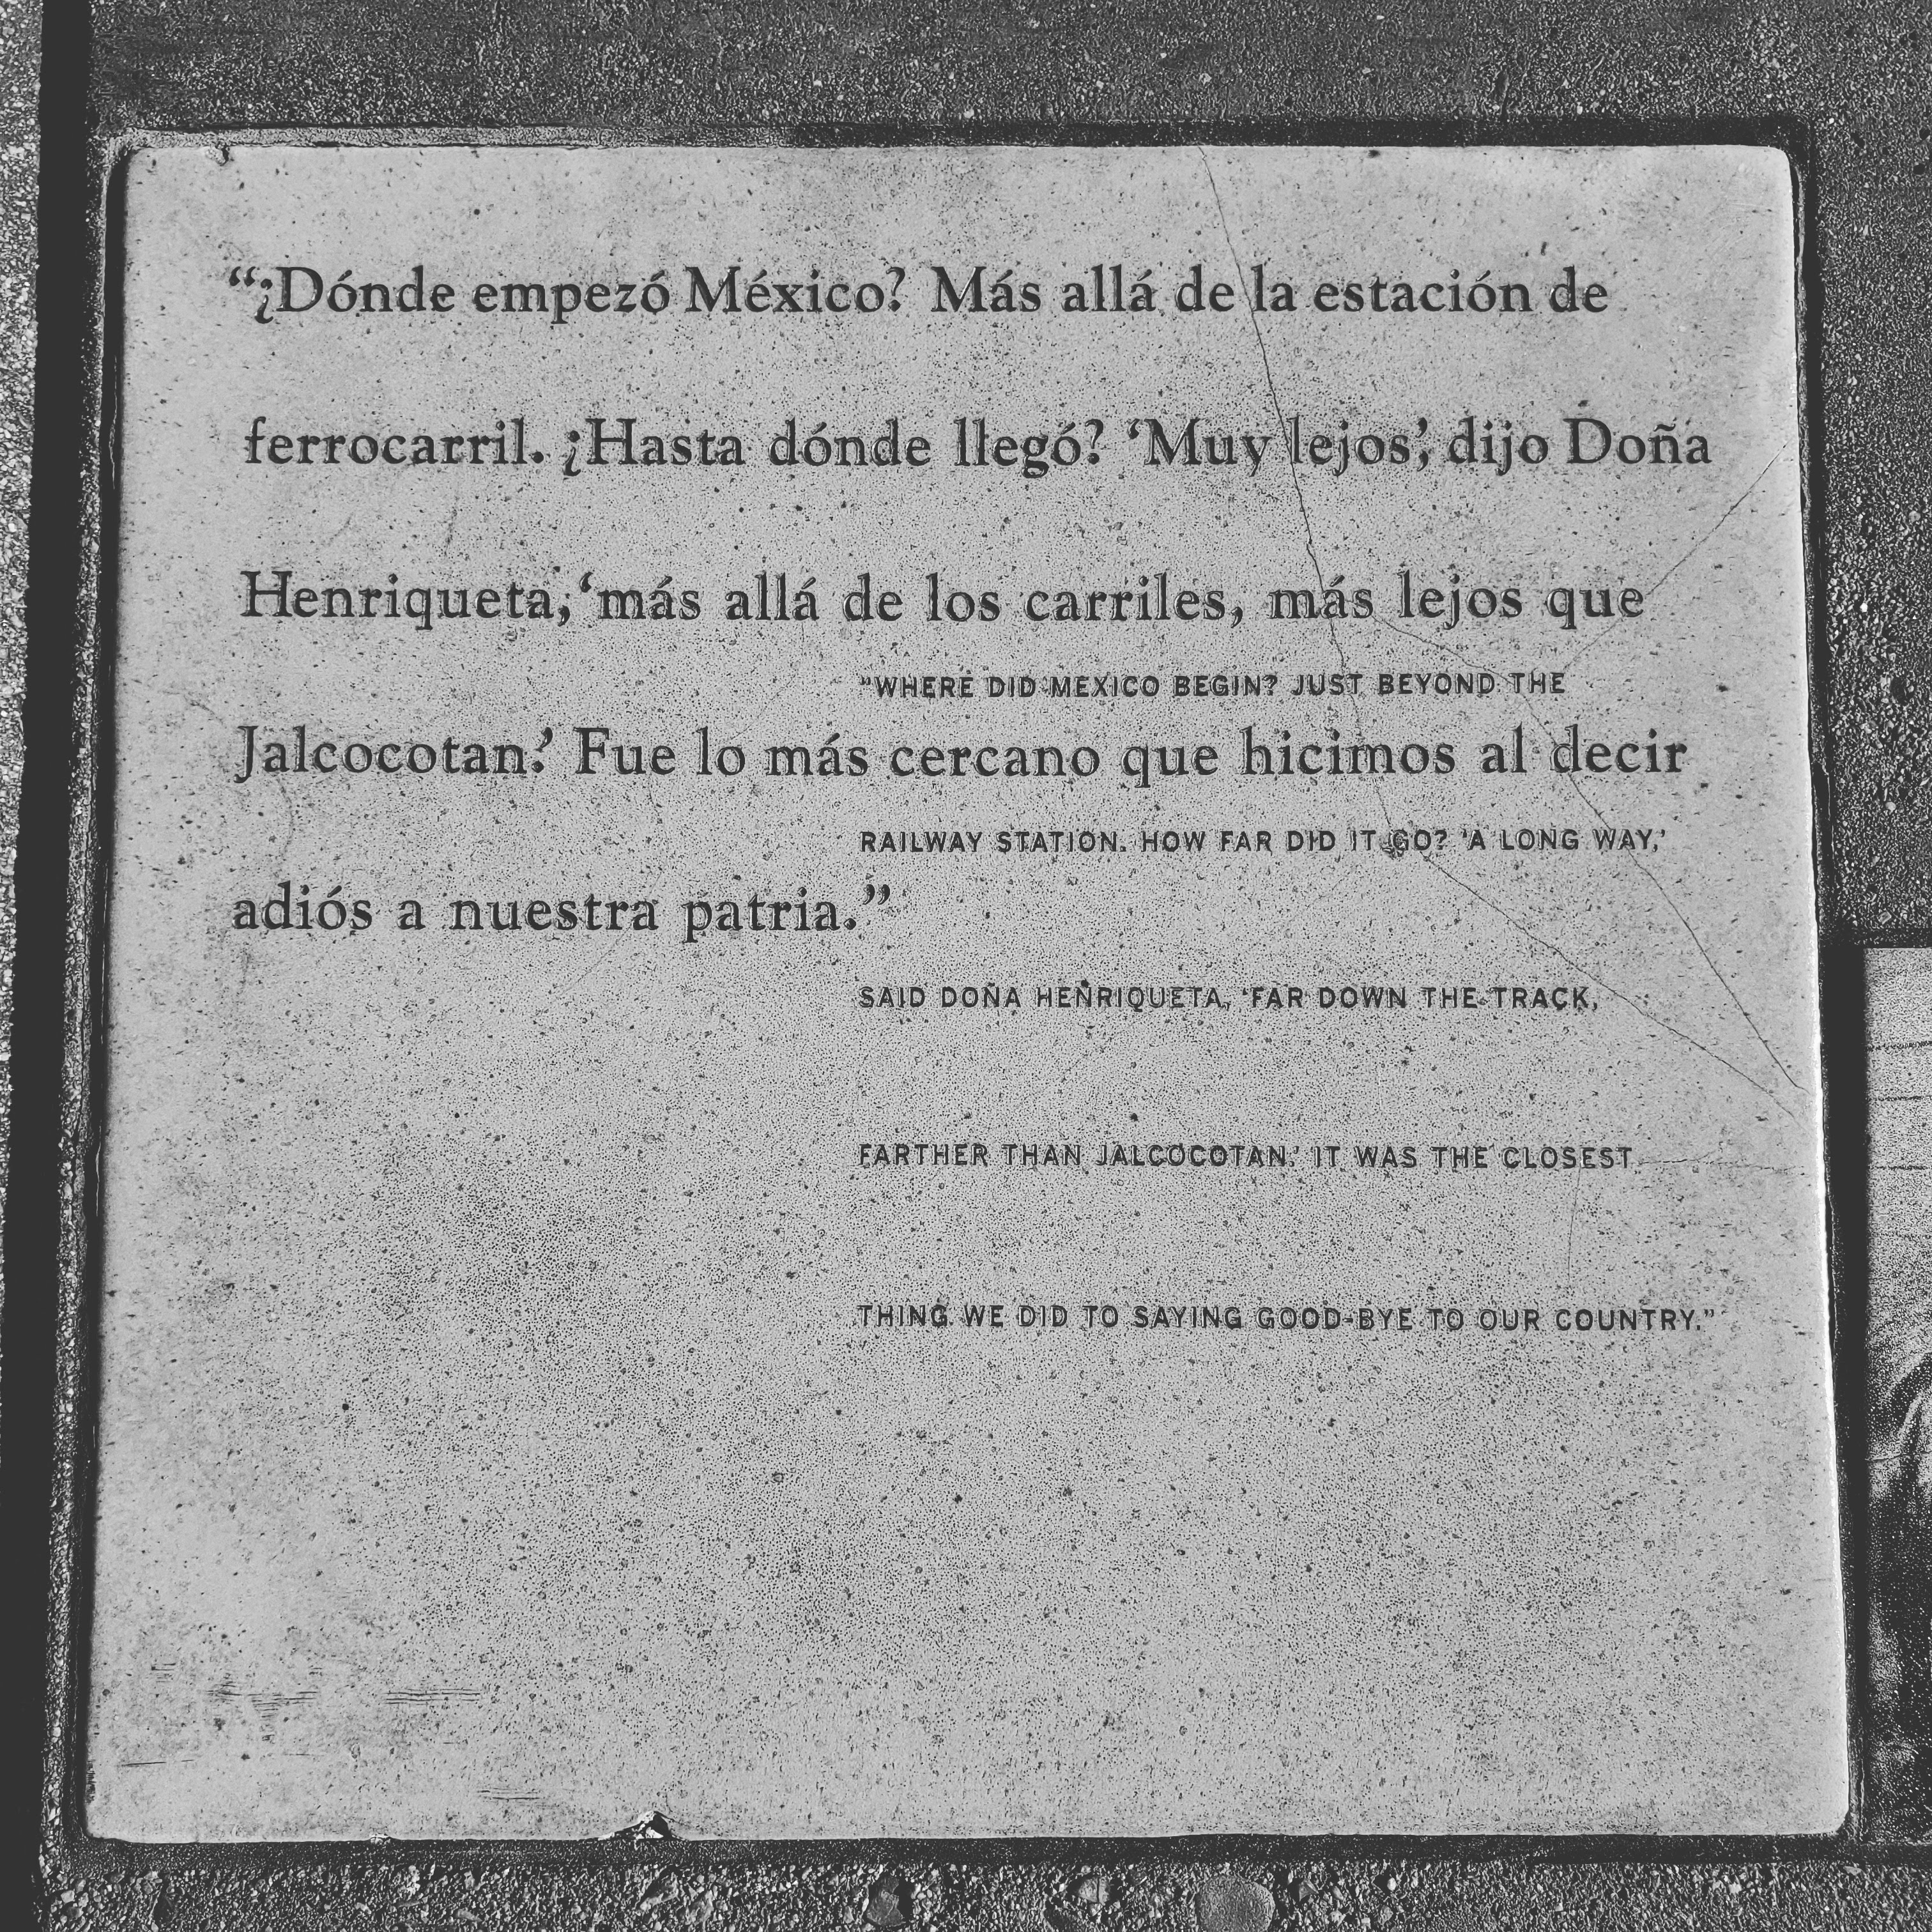 “¿Dónde empezó México? Más allá de la estación de
ferrocarril. ¿Hasta dónde llegó? ‘Muy lejos,’ dijo Doña
Henriqueta, ‘más allá de los carriles, más lejos que
Jalcocotan.’ Fue lo más cercano que hicimos al decir
adiós a nuestra patria.”
“WHERE DID MEXICO BEGIN? JUST BEYOND THE
RAILWAY STATION. HOW FAR DID IT GO? ‘A LONG WAY,’
SAID DOÑA HENRIQUETA, ‘FAR DOWN THE TRACK,
FARTHER THAN JALCOCOTAN.’ IT WAS THE CLOSEST
THING WE DID TO SAYING GOOD-BYE TO OUR COUNTRY.”